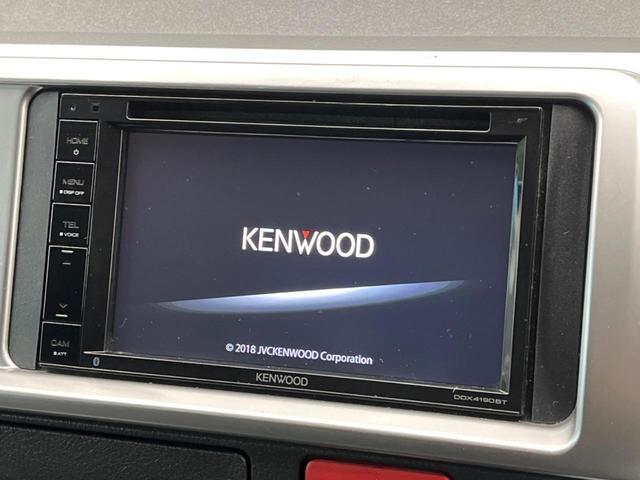 HOME
MENU
DISP OFF
TEL
VOICE
CAM
ATT
KENWOOD
© 2018 JVCKENWOOD Corporation
KENWOOD
DDX4190BT